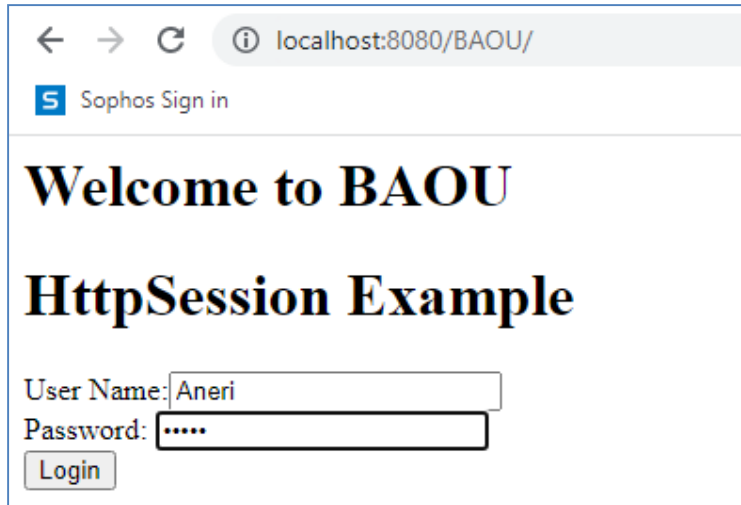 localhost:8080/BAOU/
S Sophos Sign in
Welcome to BAOU
HttpSession Example
User Name: Aneri
Password: •••••
Login